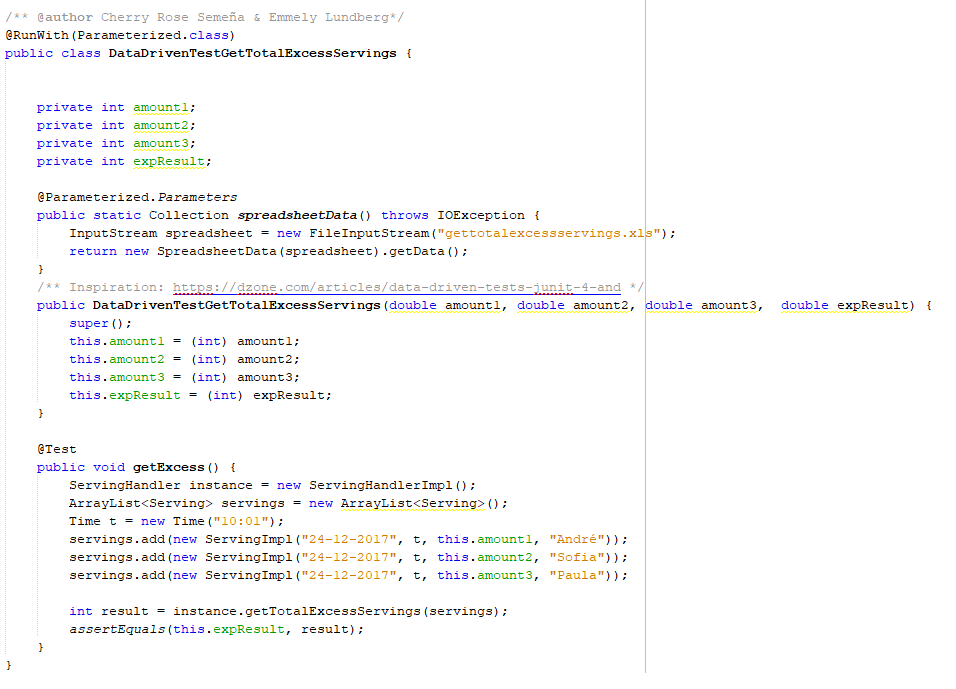 /** @author Cherry Rose Semeña & Emmely Lundberg*/
@RunWith(Parameterized.class)
public class DataDrivenTestGetTotalExcessServings {
private int amount1;
private int amount2;
private int amount3;
private int expResult;
@Parameterized.Parameters
public static Collection spreadsheetData() throws IOException {
InputStream spreadsheet = new FileInputStream("gettotalexcessservings.xls");
return new SpreadsheetData(spreadsheet).getData();
}
/** Inspiration: https://dzone.com/articles/data-driven-tests-junit-4-and */
public DataDrivenTestGetTotalExcessServings(double amount1, double amount2, double amount3,  double expResult) {
super();
this.amount1 = (int) amount1;
this.amount2 = (int) amount2;
this.amount3 = (int) amount3;
this.expResult = (int) expResult;
}
@Test
public void getExcess() {
ServingHandler instance = new ServingHandlerImpl();
ArrayList<Serving> servings = new ArrayList<Serving>();
Time t = new Time("10:01");
servings.add(new ServingImpl("24-12-2017", t, this.amount1, "André"));
servings.add(new ServingImpl("24-12-2017", t, this.amount2, "Sofia"));
servings.add(new ServingImpl("24-12-2017", t, this.amount3, "Paula"));
int result = instance.getTotalExcessServings(servings);
assertEquals(this.expResult, result);
}
}